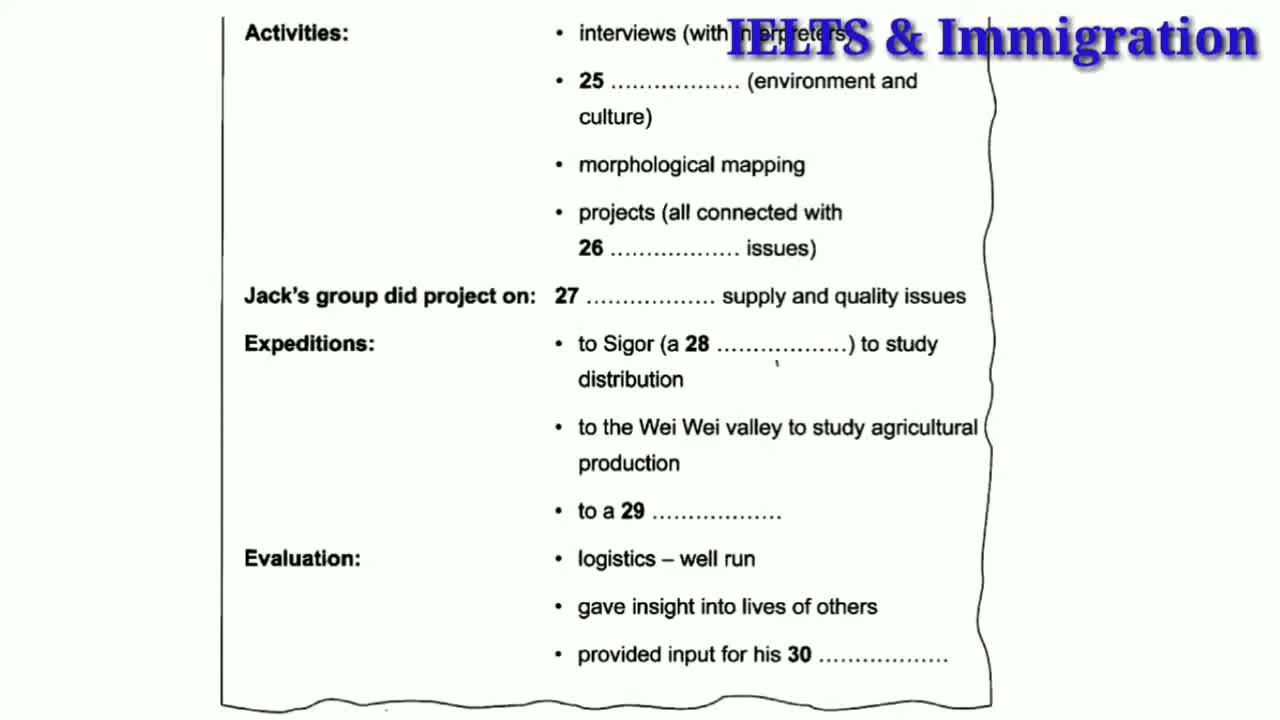 IELTS & Immigration
Activities: • interviews (with interpreters)
• 25 .................. (environment and
culture)
• morphological mapping
• projects (all connected with
26 .................. issues)
Jack's group did project on: 27 .................. supply and quality issues
Expeditions: • to Sigor (a 28 ..................) to study
distribution
• to the Wei Wei valley to study agricultural
production
• to a 29 ..................
Evaluation: • logistics – well run
• gave insight into lives of others
• provided input for his 30 ..................